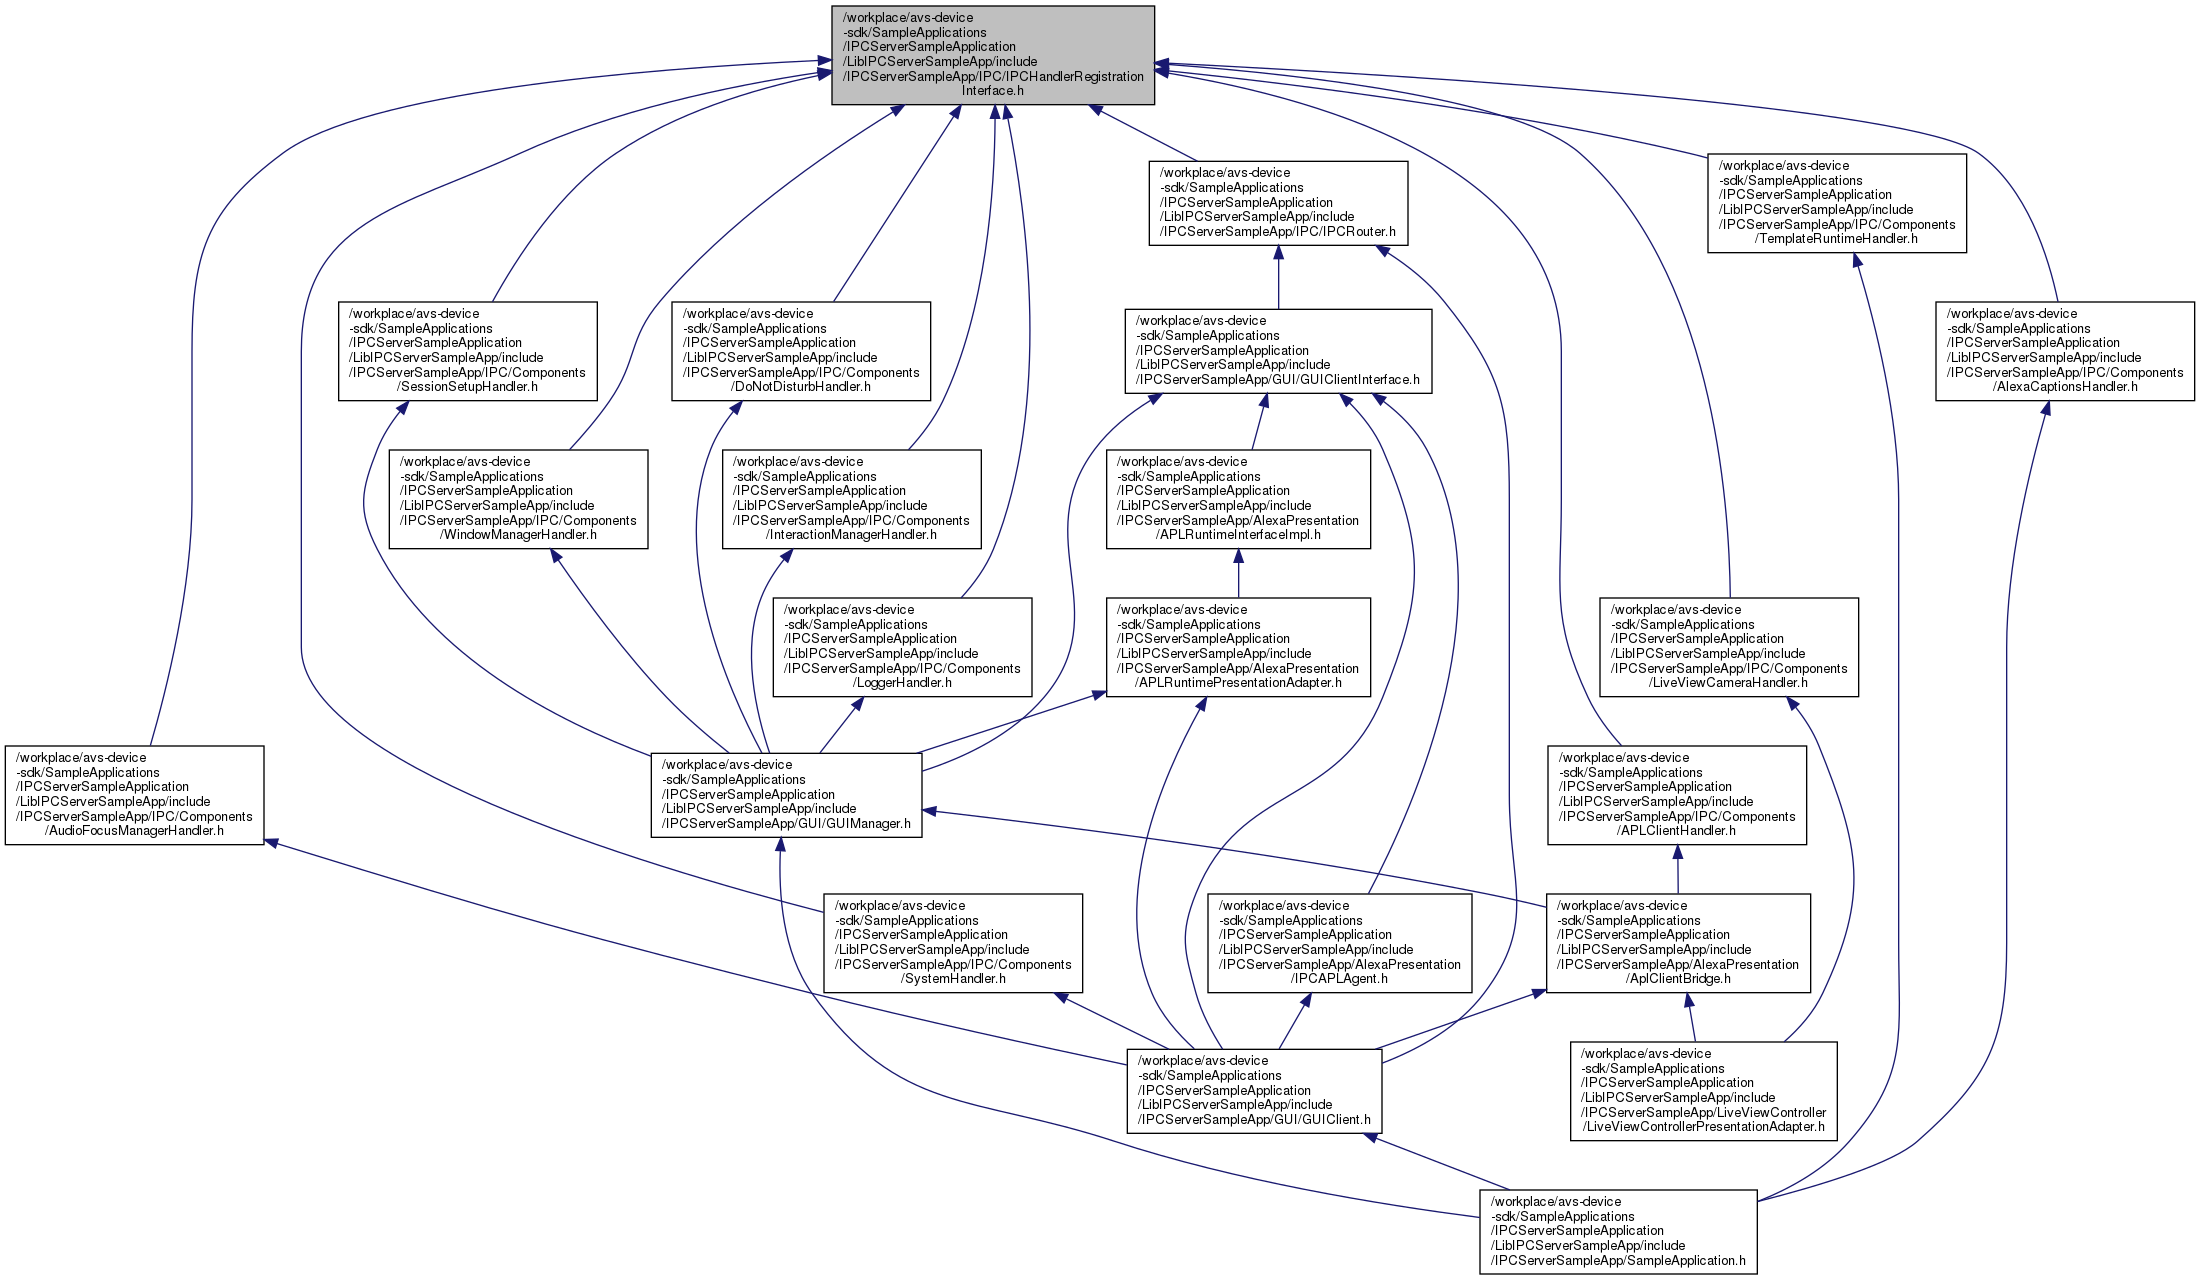 /workplace/avs-device
-sdk/SampleApplications
/IPCServerSampleApplication
/LibIPCServerSampleApp/include
/IPCServerSampleApp/IPC/IPCHandlerRegistration
Interface.h
/workplace/avs-device
-sdk/SampleApplications
/IPCServerSampleApplication
/LibIPCServerSampleApp/include
/IPCServerSampleApp/IPC/IPCRouter.h
/workplace/avs-device
-sdk/SampleApplications
/IPCServerSampleApplication
/LibIPCServerSampleApp/include
/IPCServerSampleApp/IPC/Components
/TemplateRuntimeHandler.h
/workplace/avs-device
-sdk/SampleApplications
/IPCServerSampleApplication
/LibIPCServerSampleApp/include
/IPCServerSampleApp/IPC/Components
/SessionSetupHandler.h
/workplace/avs-device
-sdk/SampleApplications
/IPCServerSampleApplication
/LibIPCServerSampleApp/include
/IPCServerSampleApp/IPC/Components
/DoNotDisturbHandler.h
/workplace/avs-device
-sdk/SampleApplications
/IPCServerSampleApplication
/LibIPCServerSampleApp/include
/IPCServerSampleApp/GUI/GUIClientInterface.h
/workplace/avs-device
-sdk/SampleApplications
/IPCServerSampleApplication
/LibIPCServerSampleApp/include
/IPCServerSampleApp/IPC/Components
/AlexaCaptionsHandler.h
/workplace/avs-device
-sdk/SampleApplications
/IPCServerSampleApplication
/LibIPCServerSampleApp/include
/IPCServerSampleApp/IPC/Components
/WindowManagerHandler.h
/workplace/avs-device
-sdk/SampleApplications
/IPCServerSampleApplication
/LibIPCServerSampleApp/include
/IPCServerSampleApp/IPC/Components
/InteractionManagerHandler.h
/workplace/avs-device
-sdk/SampleApplications
/IPCServerSampleApplication
/LibIPCServerSampleApp/include
/IPCServerSampleApp/AlexaPresentation
/APLRuntimeInterfaceImpl.h
/workplace/avs-device
-sdk/SampleApplications
/IPCServerSampleApplication
/LibIPCServerSampleApp/include
/IPCServerSampleApp/IPC/Components
/LoggerHandler.h
/workplace/avs-device
-sdk/SampleApplications
/IPCServerSampleApplication
/LibIPCServerSampleApp/include
/IPCServerSampleApp/AlexaPresentation
/APLRuntimePresentationAdapter.h
/workplace/avs-device
-sdk/SampleApplications
/IPCServerSampleApplication
/LibIPCServerSampleApp/include
/IPCServerSampleApp/IPC/Components
/LiveViewCameraHandler.h
/workplace/avs-device
-sdk/SampleApplications
/IPCServerSampleApplication
/LibIPCServerSampleApp/include
/IPCServerSampleApp/IPC/Components
/AudioFocusManagerHandler.h
/workplace/avs-device
-sdk/SampleApplications
/IPCServerSampleApplication
/LibIPCServerSampleApp/include
/IPCServerSampleApp/GUI/GUIManager.h
/workplace/avs-device
-sdk/SampleApplications
/IPCServerSampleApplication
/LibIPCServerSampleApp/include
/IPCServerSampleApp/IPC/Components
/APLClientHandler.h
/workplace/avs-device
-sdk/SampleApplications
/IPCServerSampleApplication
/LibIPCServerSampleApp/include
/IPCServerSampleApp/IPC/Components
/SystemHandler.h
/workplace/avs-device
-sdk/SampleApplications
/IPCServerSampleApplication
/LibIPCServerSampleApp/include
/IPCServerSampleApp/AlexaPresentation
/IPCAPLAgent.h
/workplace/avs-device
-sdk/SampleApplications
/IPCServerSampleApplication
/LibIPCServerSampleApp/include
/IPCServerSampleApp/AlexaPresentation
/AplClientBridge.h
/workplace/avs-device
-sdk/SampleApplications
/IPCServerSampleApplication
/LibIPCServerSampleApp/include
/IPCServerSampleApp/GUI/GUIClient.h
/workplace/avs-device
-sdk/SampleApplications
/IPCServerSampleApplication
/LibIPCServerSampleApp/include
/IPCServerSampleApp/LiveViewController
/LiveViewControllerPresentationAdapter.h
/workplace/avs-device
-sdk/SampleApplications
/IPCServerSampleApplication
/LibIPCServerSampleApp/include
/IPCServerSampleApp/SampleApplication.h